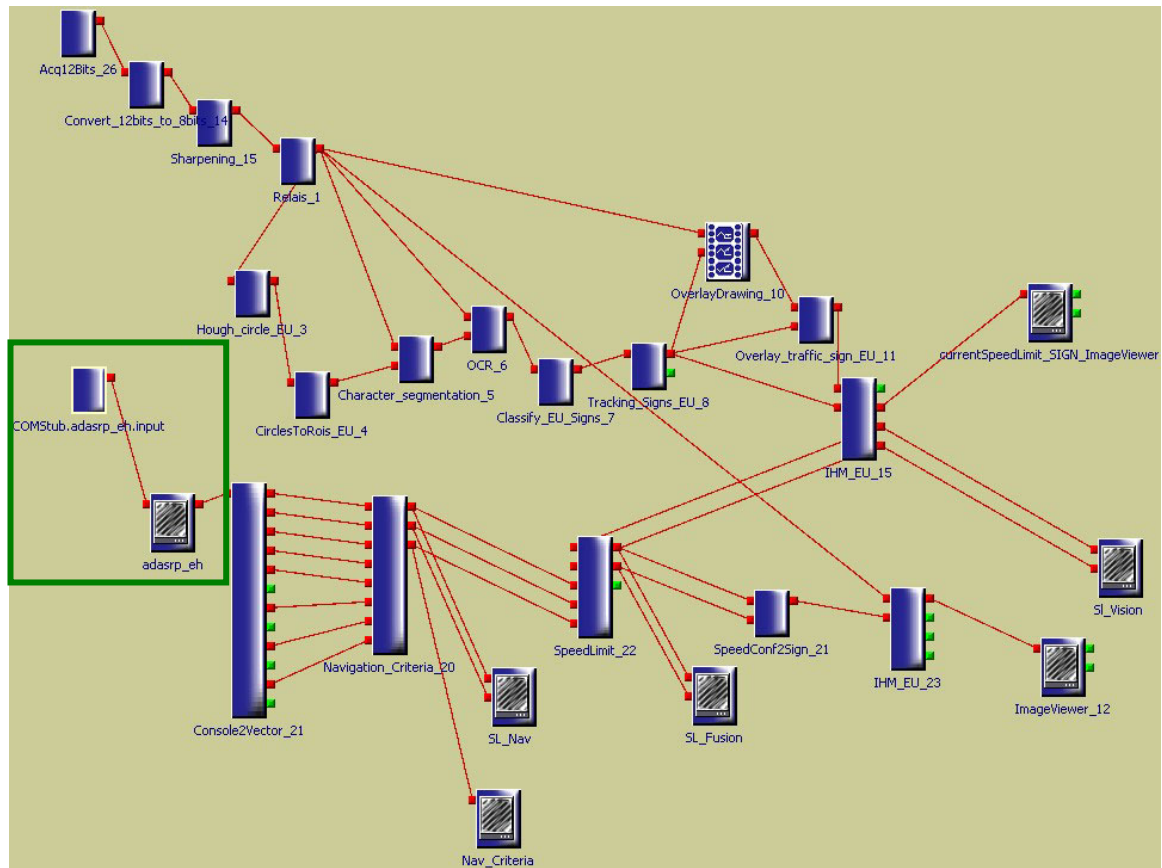 Acq12Bits_26
Convert_12bits_to_8bits_14
Sharpening_15
Relais_1
OverlayDrawing_10
Hough_circle_EU_3
Overlay_traffic_sign_EU_11
currentSpeedLimit_SIGN_ImageViewer
OCR_6
Character_segmentation_5
Tracking_Signs_EU_8
Classify_EU_Signs_7
COMStub.adasrp_eh.input
CirclesToRois_EU_4
IHM_EU_15
adasrp_eh
Sl_Vision
SpeedLimit_22
SpeedConf2Sign_21
Navigation_Criteria_20
IHM_EU_23
ImageViewer_12
Console2Vector_21
SL_Nav
SL_Fusion
Nav_Criteria